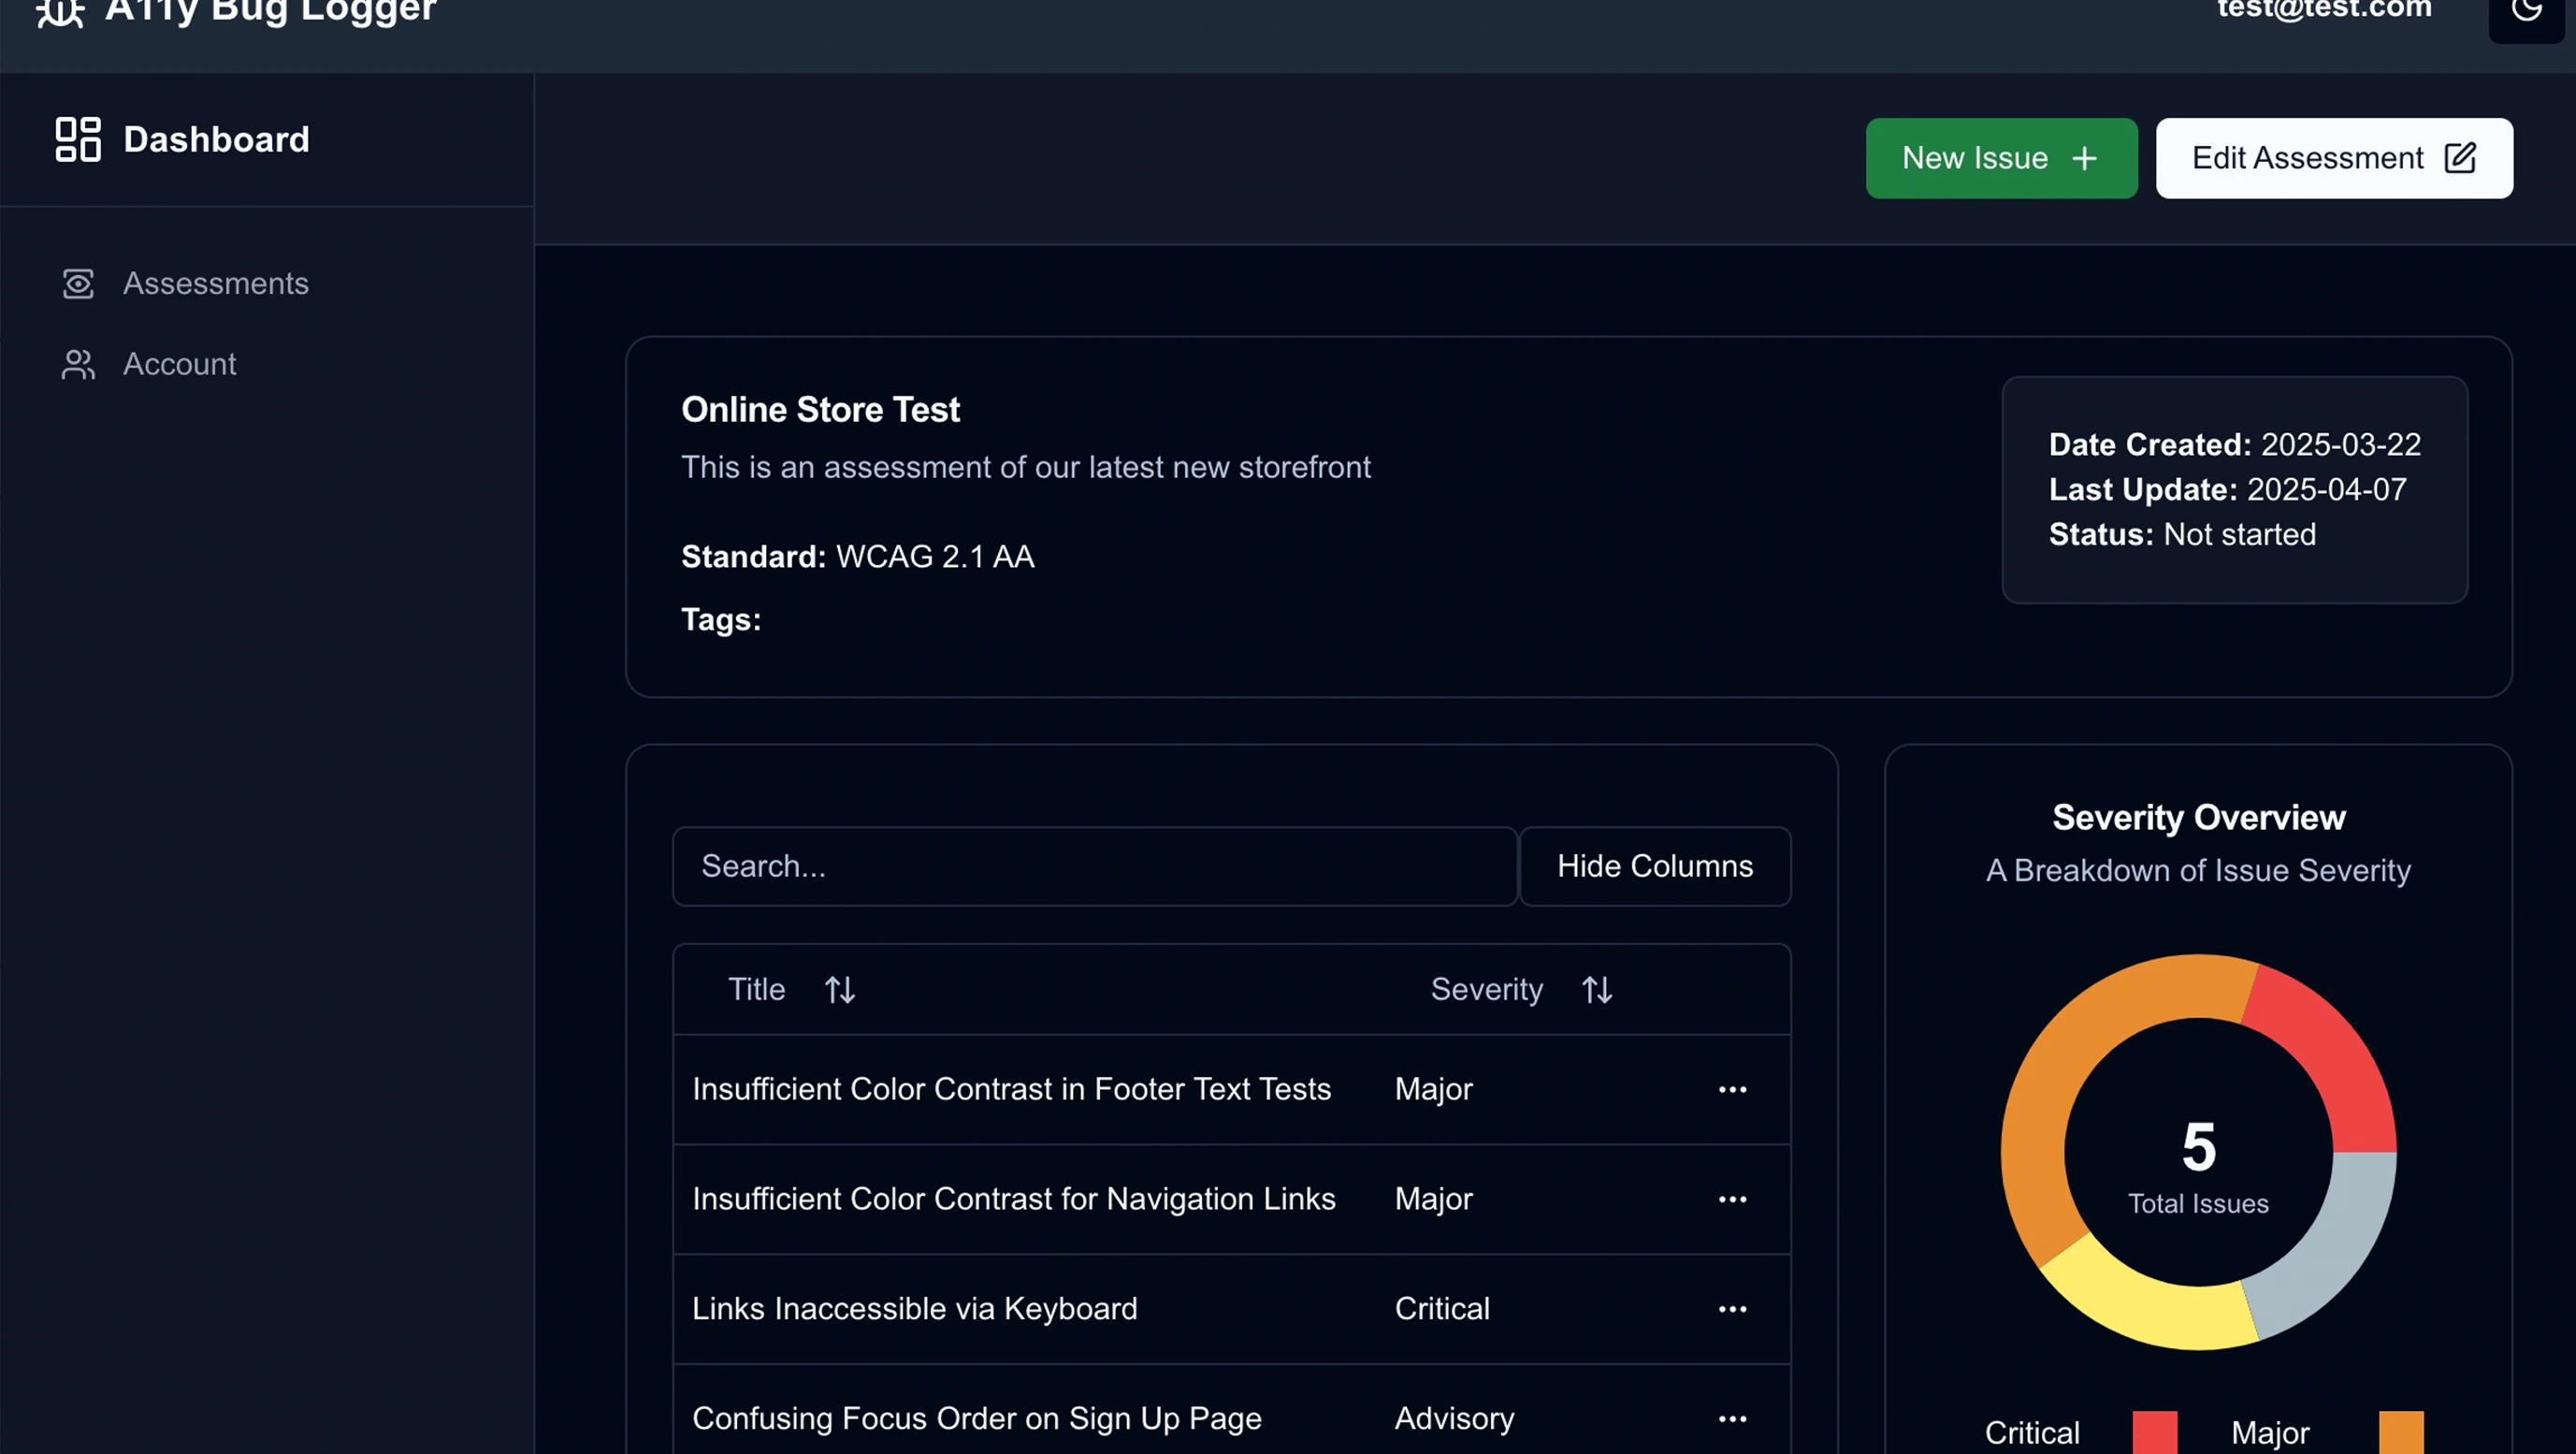 A11y Bug Logger
test@test.com
Dashboard
New Issue
Edit Assessment
Assessments
Account
Online Store Test
This is an assessment of our latest new storefront
Standard: WCAG 2.1 AA
Tags:
Date Created: 2025-03-22
Last Update: 2025-04-07
Status: Not started
Search...
Hide Columns
Title
Severity
Insufficient Color Contrast in Footer Text Tests
Major
Insufficient Color Contrast for Navigation Links
Major
Links Inaccessible via Keyboard
Critical
Confusing Focus Order on Sign Up Page
Advisory
Severity Overview
A Breakdown of Issue Severity
5
Total Issues
Critical
Major